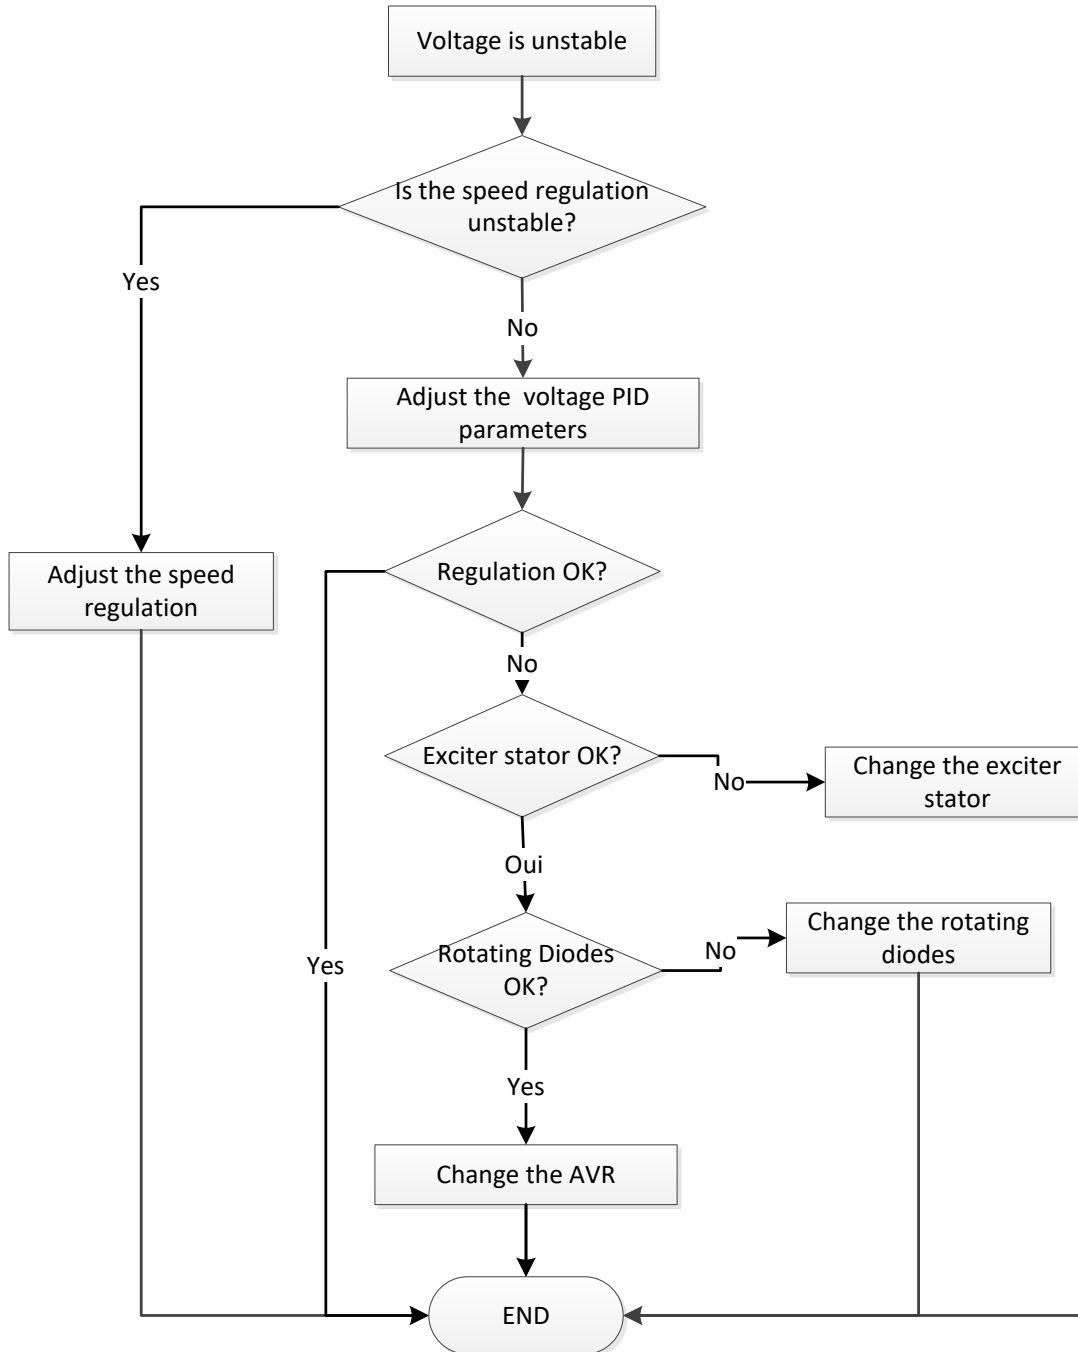 Voltage is unstable
Is the speed regulation
unstable?
Yes
No
Adjust the  voltage PID
parameters
Adjust the speed
regulation
Regulation OK?
No
Exciter stator OK?
No
Change the exciter
stator
Oui
Yes
Rotating Diodes
OK?
No
Change the rotating
diodes
Yes
Change the AVR
END